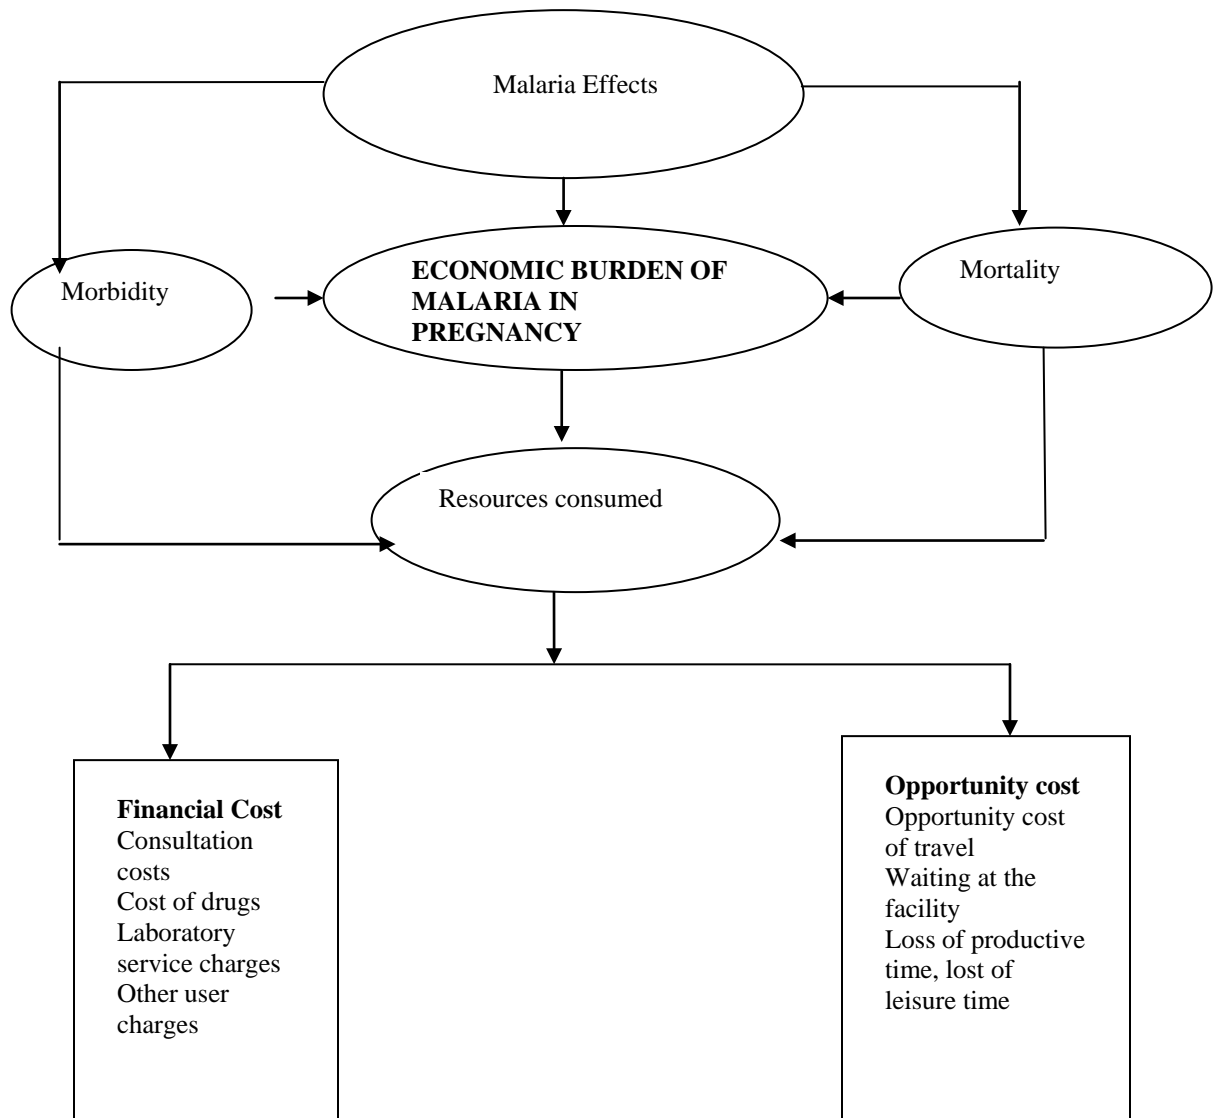 Malaria Effects
Morbidity
ECONOMIC BURDEN OF
MALARIA IN
PREGNANCY
Mortality
Resources consumed
Financial Cost
Consultation
costs
Cost of drugs
Laboratory
service charges
Other user
charges
Opportunity cost
Opportunity cost
of travel
Waiting at the
facility
Loss of productive
time, lost of
leisure time